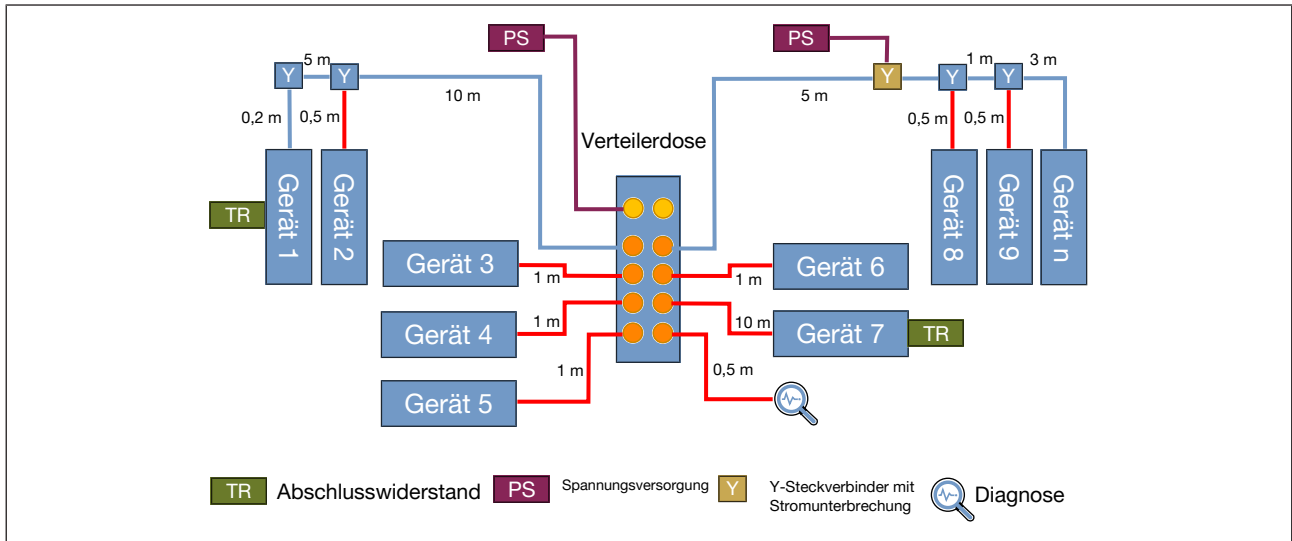 PS
PS
5 m
1 m
3 m
Y
Y
Y
Y
Y
10 m
5 m
0,2 m
0,5 m
0,5 m
0,5 m
Verteilerdose
Gerät 1
Gerät 2
Gerät 8
Gerät 9
Gerät n
TR
Gerät 3
1 m
1 m
Gerät 6
Gerät 4
1 m
10 m
Gerät 7
TR
1 m
0,5 m
Gerät 5
TR
Abschlusswiderstand
PS
Spannungsversorgung
Y
Y-Steckverbinder mit
Stromunterbrechung
Diagnose